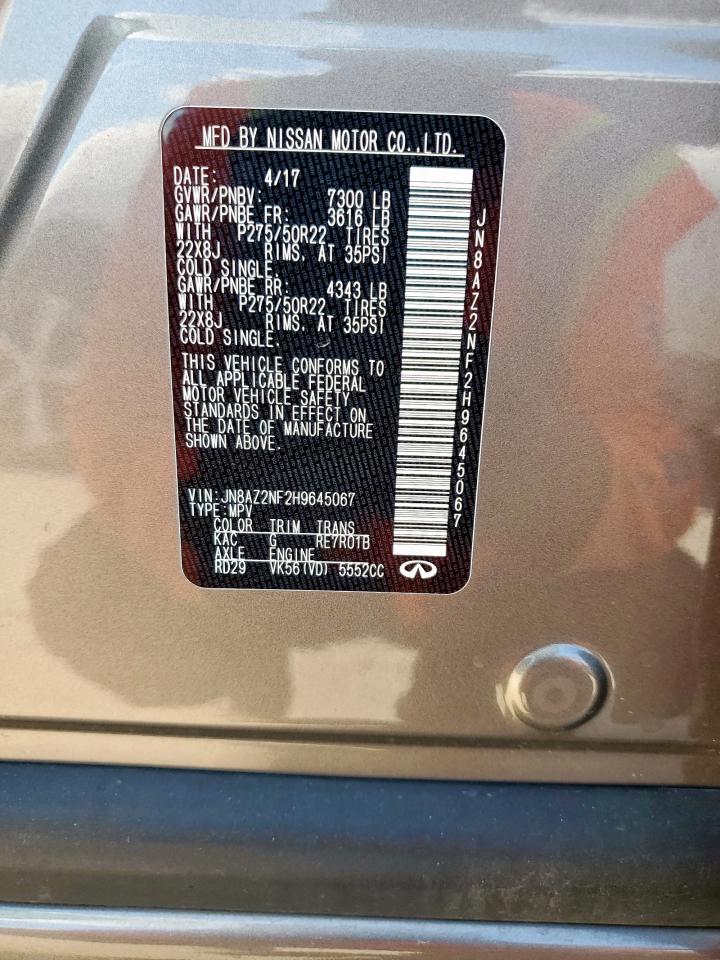 MFD BY NISSAN MOTOR CO.,LTD.
DATE: 4/17
GVWR/PNBV: 7300 LB
GAWR/PNBE FR: 3616 LB
WITH P275/50R22 TIRES
22X8J RIMS. AT 35PSI
COLD SINGLE.
GAWR/PNBE RR: 4343 LB
WITH P275/50R22 TIRES
22X8J RIMS. AT 35PSI
COLD SINGLE.
THIS VEHICLE CONFORMS TO
ALL APPLICABLE FEDERAL
MOTOR VEHICLE SAFETY
STANDARDS IN EFFECT ON
THE DATE OF MANUFACTURE
SHOWN ABOVE.
VIN:JN8AZ2NF2H9645067
TYPE:MPV
COLOR TRIM TRANS
KAC G RE7R01B
AXLE ENGINE
RD29 VK56(VD) 5552CC
JN8AZ2NF2H9645067